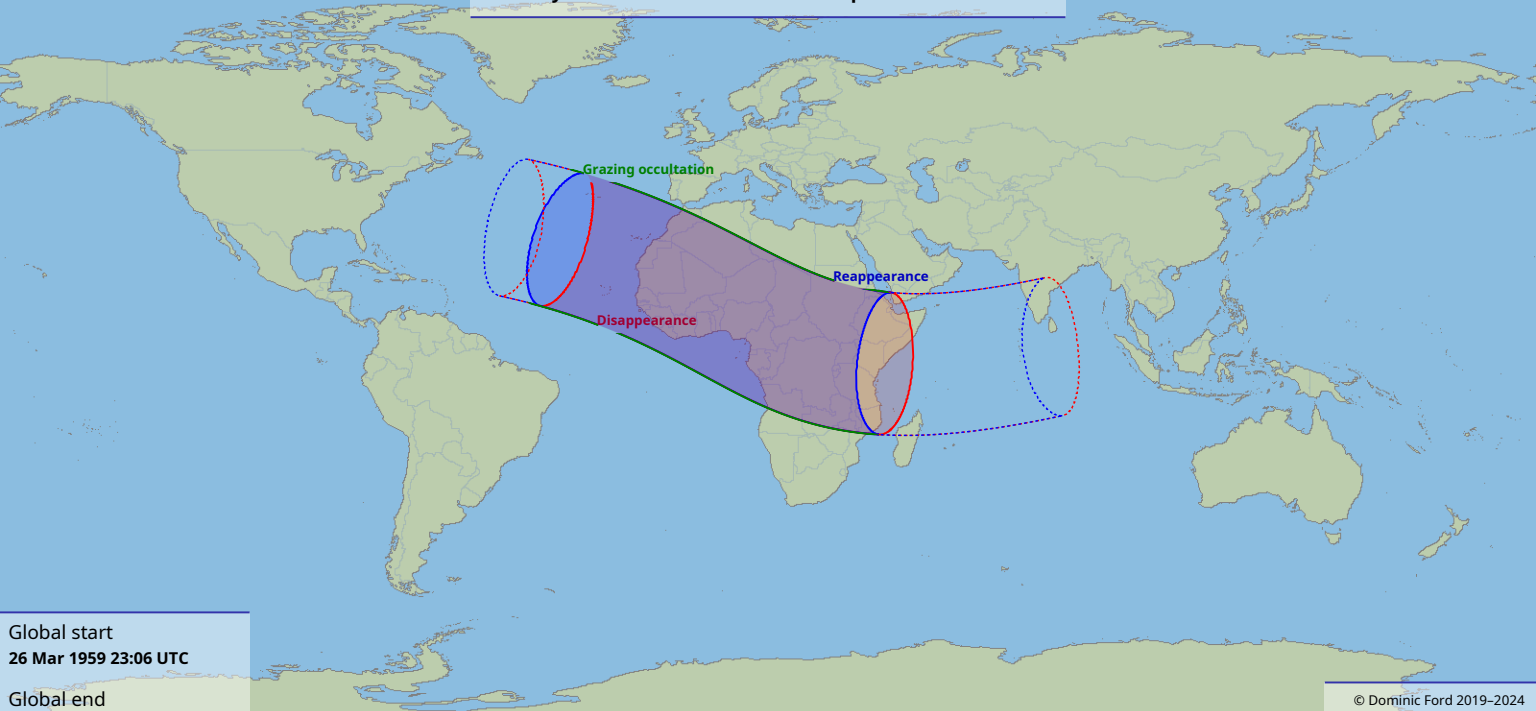 Grazing occultation
Reappearance
Disappearance
Global start
26 Mar 1959 23:06 UTC
Global end
© Dominic Ford 2019–2024